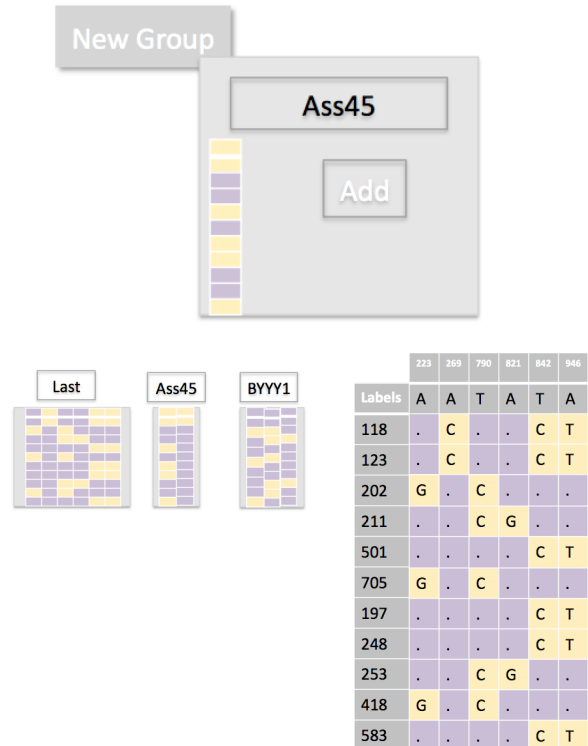 New Group
Ass45
Add
Last Ass45 BYYY1
223 269 790 821 842 946
Labels A A T A T A
118 . C . . C T
123 . C . . C T
202 G . C . . .
211 . . C G . .
501 . . . . C T
705 G . C . . .
197 . . . . C T
248 . . . . C T
253 . . C G . .
418 G . C . . .
583 . . . . C T